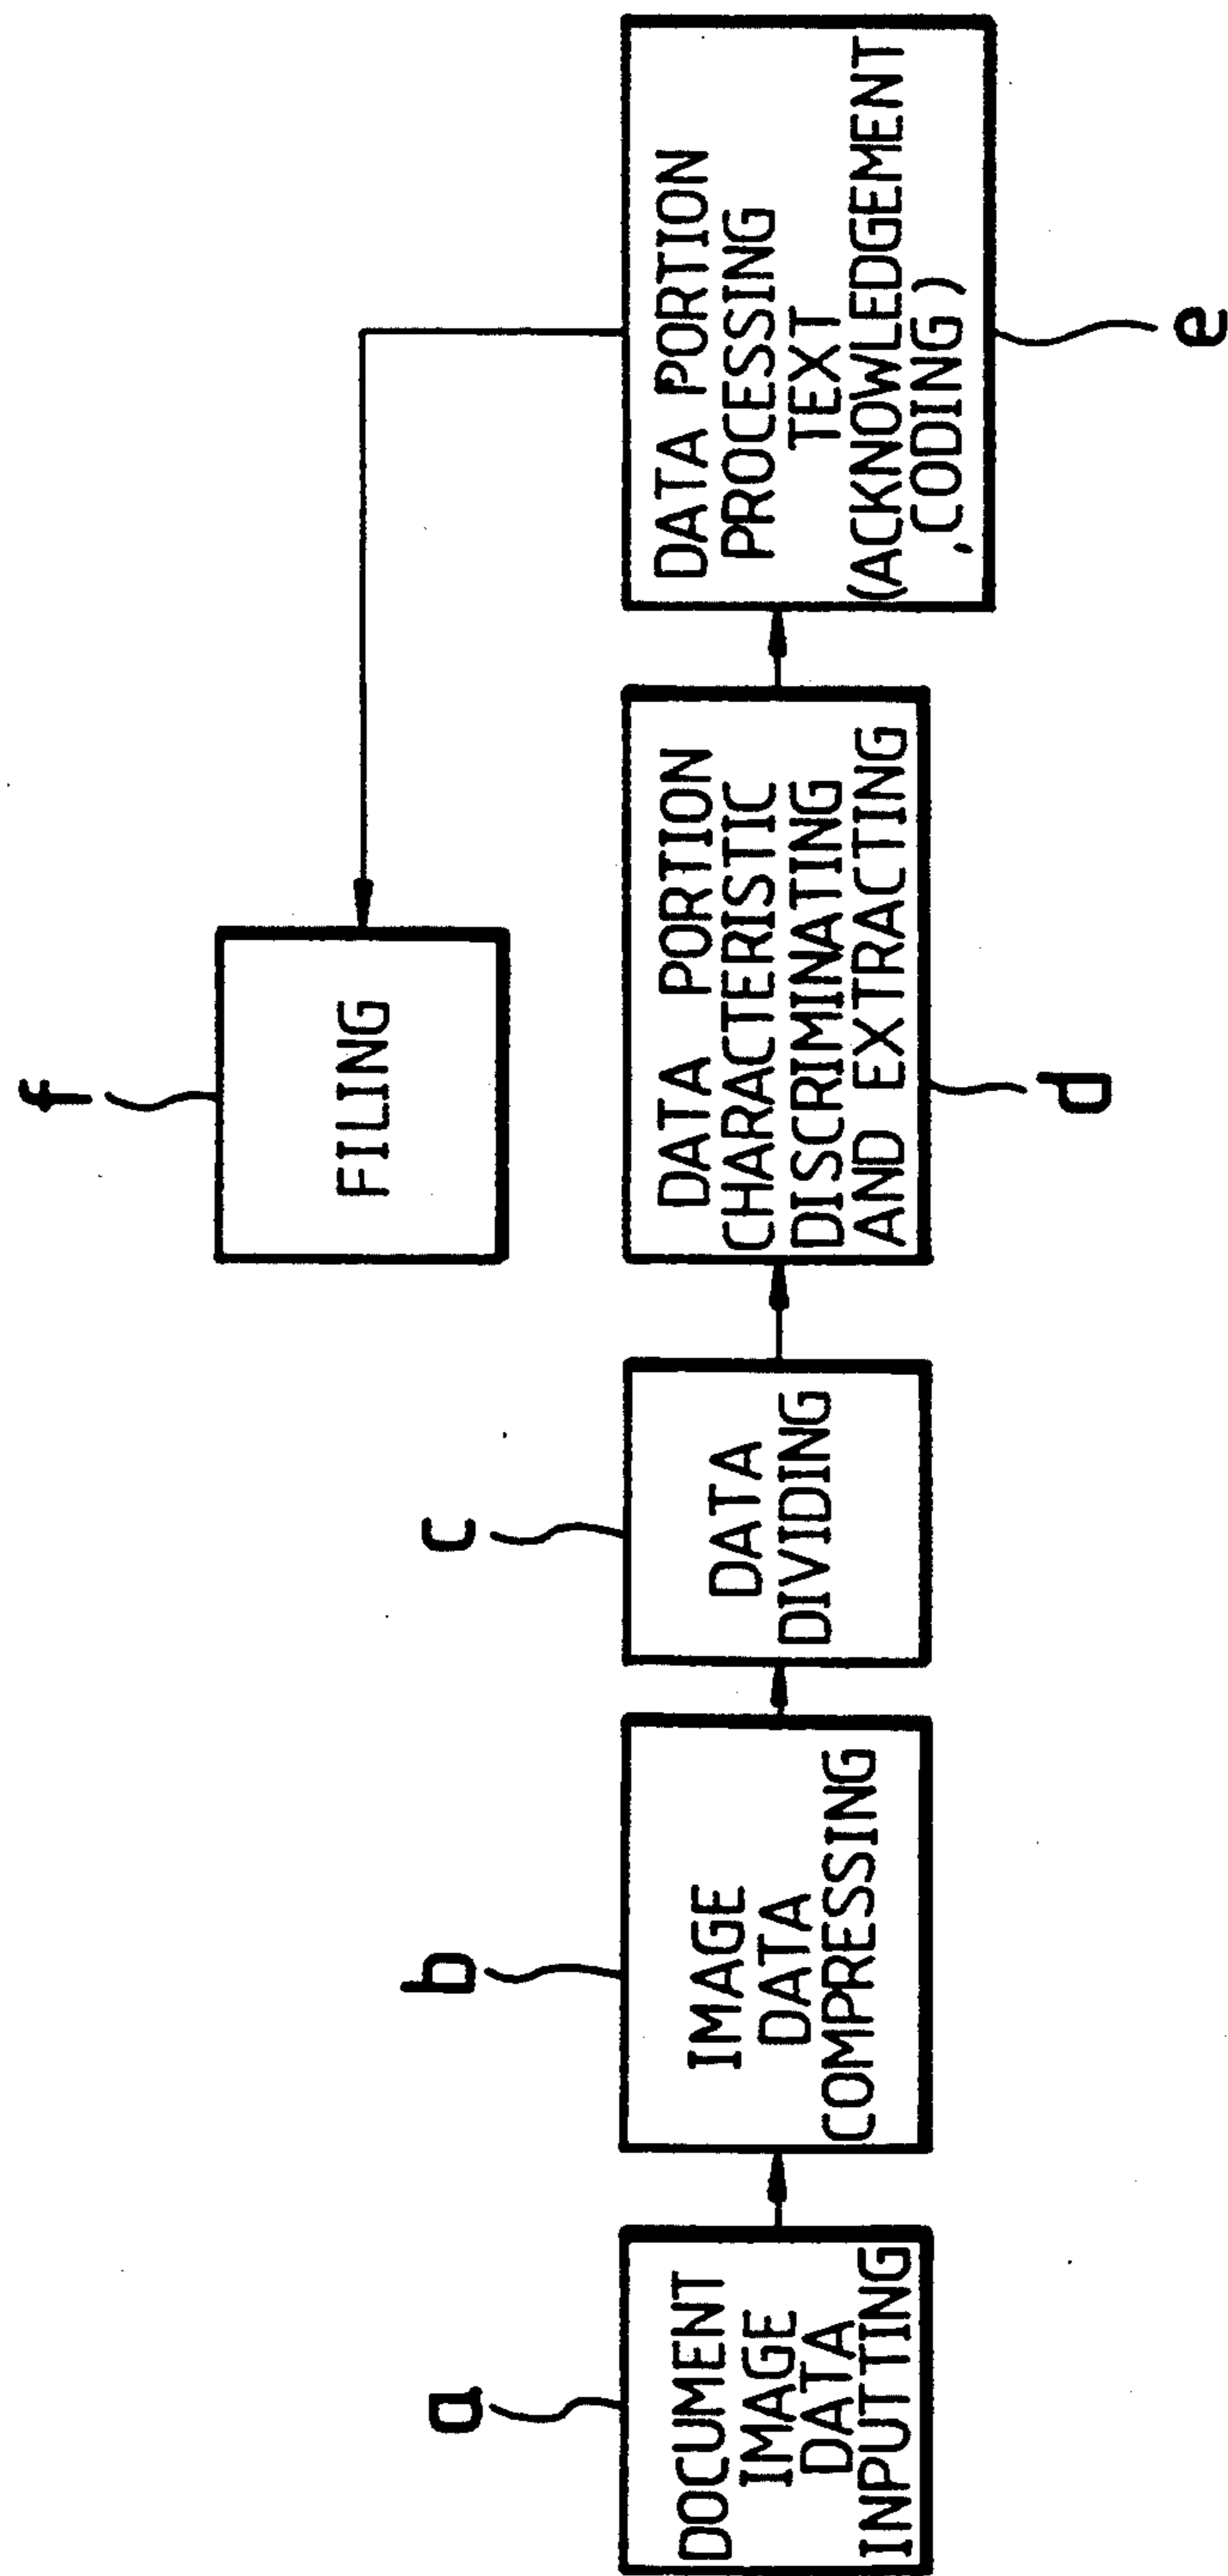 f
FILING
a
DOCUMENT
IMAGE
DATA
INPUTTING
b
IMAGE
DATA
COMPRESSING
c
DATA
DIVIDING
d
DATA PORTION
CHARACTERISTIC
DISCRIMINATING
AND EXTRACTING
DATA PORTION
PROCESSING
TEXT
(ACKNOWLEDGEMENT
,CODING)
e